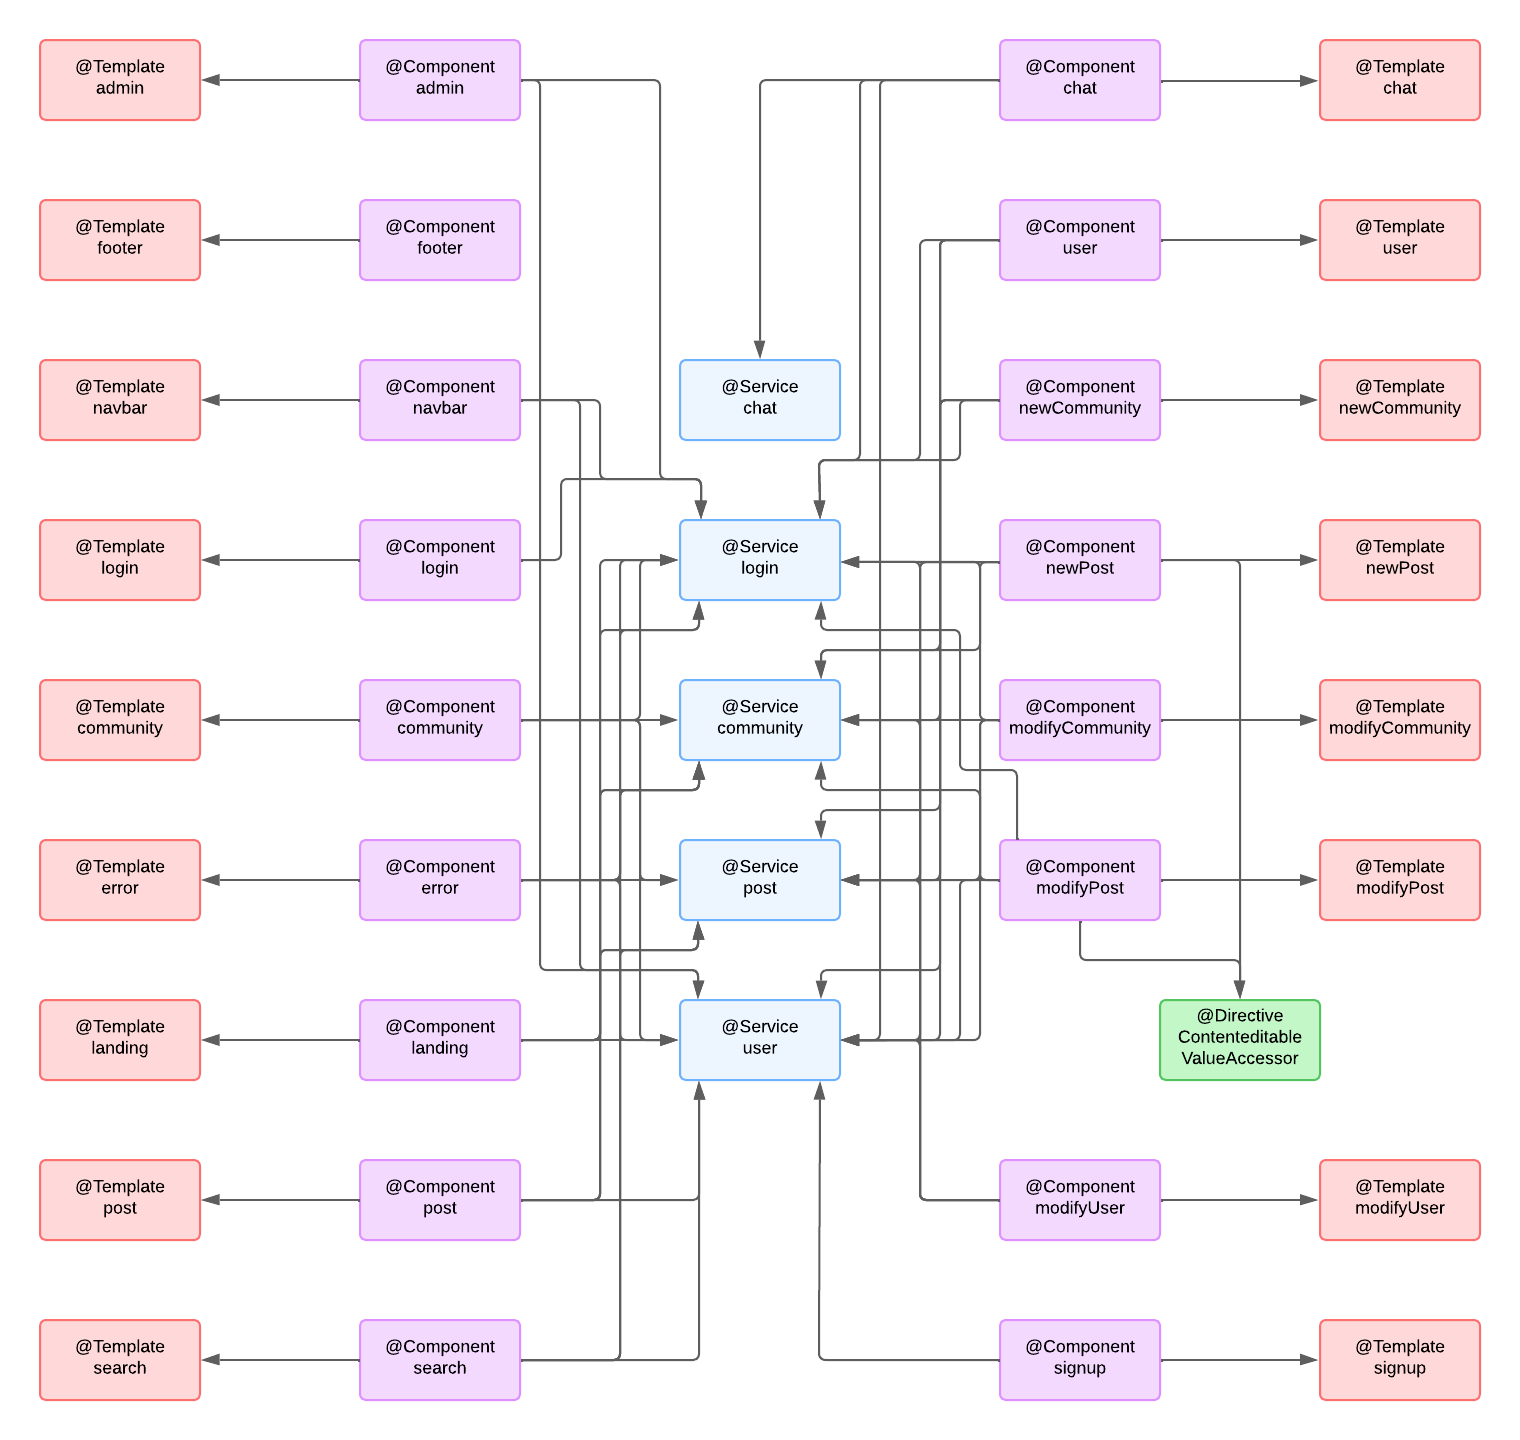 @Template
admin
@Component
admin
@Component
chat
@Template
chat
@Template
footer
@Component
footer
@Component
user
@Template
user
@Template
navbar
@Component
navbar
@Service
chat
@Component
newCommunity
@Template
newCommunity
@Template
login
@Component
login
@Service
login
@Component
newPost
@Template
newPost
@Template
community
@Component
community
@Service
community
@Component
modifyCommunity
@Template
modifyCommunity
@Template
error
@Component
error
@Service
post
@Component
modifyPost
@Template
modifyPost
@Template
landing
@Component
landing
@Service
user
@Directive
Contenteditable
ValueAccessor
@Template
post
@Component
post
@Component
modifyUser
@Template
modifyUser
@Template
search
@Component
search
@Component
signup
@Template
signup